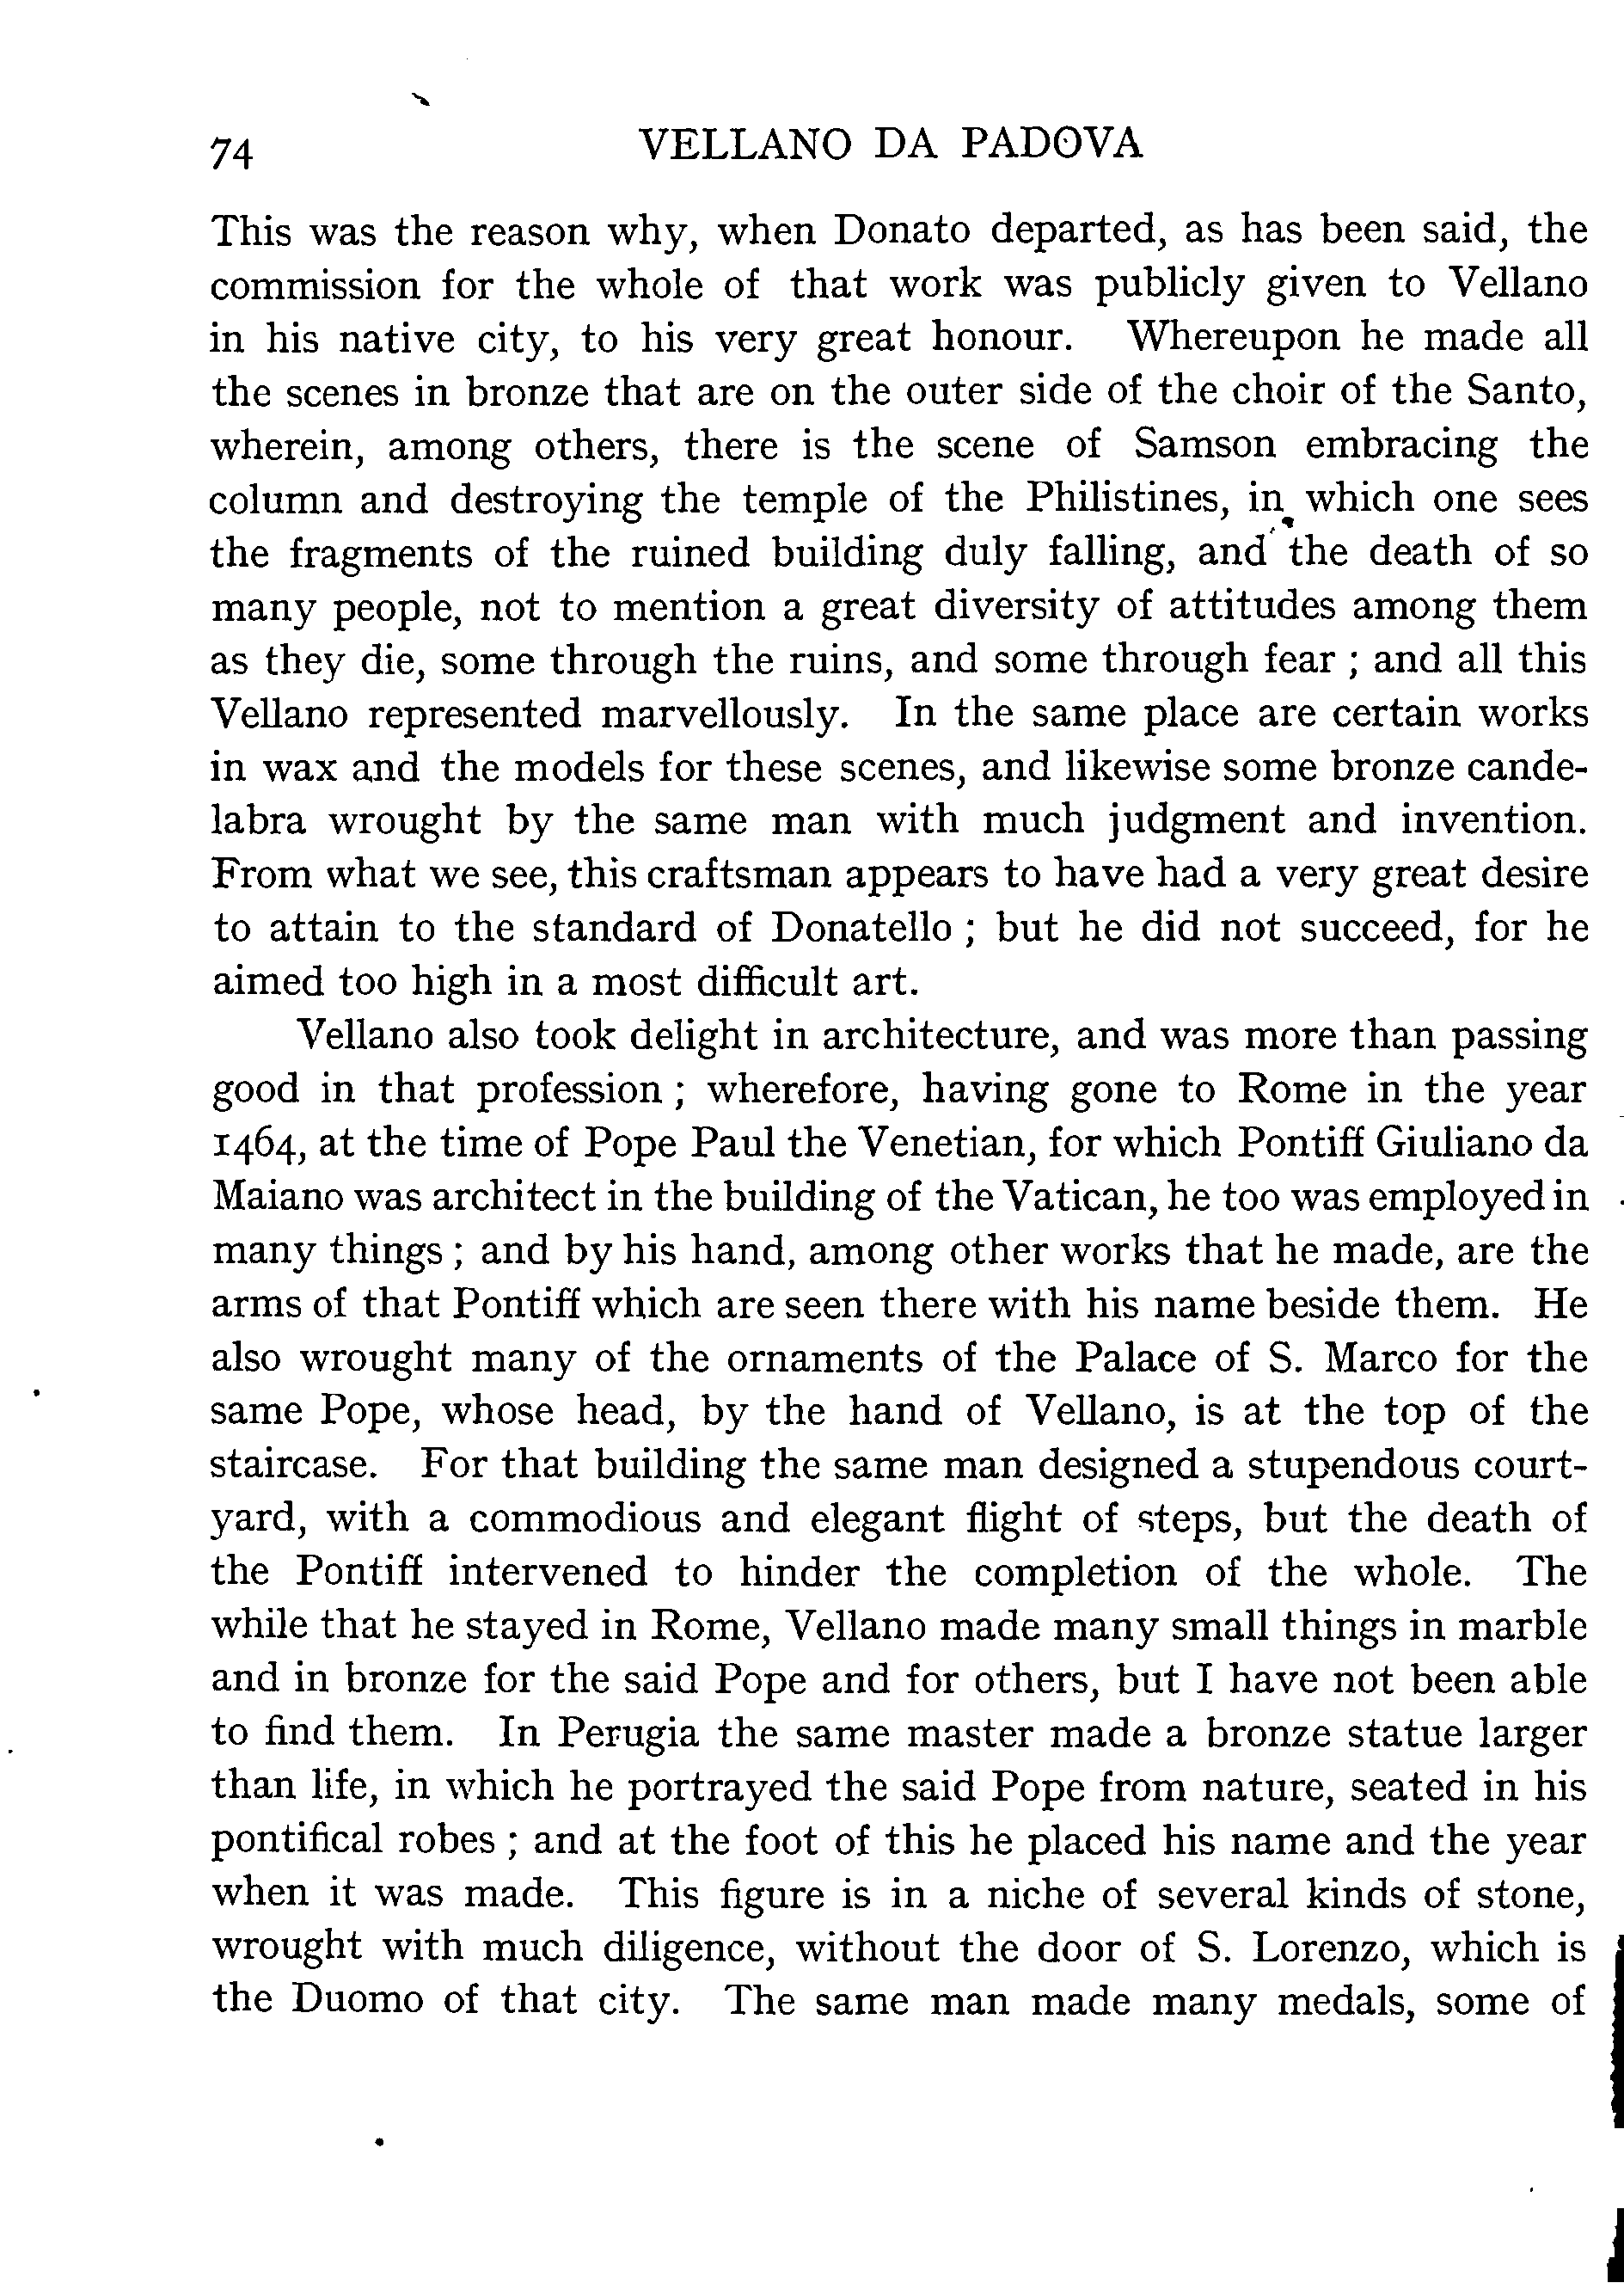 74 VELLANO DA PADOVA
This was the reason why, when Donato departed, as has been said, the
commission for the whole of that work was publicly given to Vellano
in his native city, to his very great honour. Whereupon he made all
the scenes in bronze that are on the outer side of the choir of the Santo,
wherein, among others, there is the scene of Samson embracing the
column and destroying the temple of the Philistines, in which one sees
the fragments of the ruined building duly falling, and the death of so
many people, not to mention a great diversity of attitudes among them
as they die, some through the ruins, and some through fear ; and all this
Vellano represented marvellously. In the same place are certain works
in wax and the models for these scenes, and likewise some bronze cande-
labra wrought by the same man with much judgment and invention.
From what we see, this craftsman appears to have had a very great desire
to attain to the standard of Donatello ; but he did not succeed, for he
aimed too high in a most difficult art.
Vellano also took delight in architecture, and was more than passing
good in that profession ; wherefore, having gone to Rome in the year
1464, at the time of Pope Paul the Venetian, for which Pontiff Giuliano da
Maiano was architect in the building of the Vatican, he too was employed in
many things ; and by his hand, among other works that he made, are the
arms of that Pontiff which are seen there with his name beside them. He
also wrought many of the ornaments of the Palace of S. Marco for the
same Pope, whose head, by the hand of Vellano, is at the top of the
staircase. For that building the same man designed a stupendous court-
yard, with a commodious and elegant flight of steps, but the death of
the Pontiff intervened to hinder the completion of the whole. The
while that he stayed in Rome, Vellano made many small things in marble
and in bronze for the said Pope and for others, but I have not been able
to find them. In Perugia the same master made a bronze statue larger
than life, in which he portrayed the said Pope from nature, seated in his
pontifical robes ; and at the foot of this he placed his name and the year
when it was made. This figure is in a niche of several kinds of stone,
wrought with much diligence, without the door of S. Lorenzo, which is
the Duomo of that city. The same man made many medals, some of